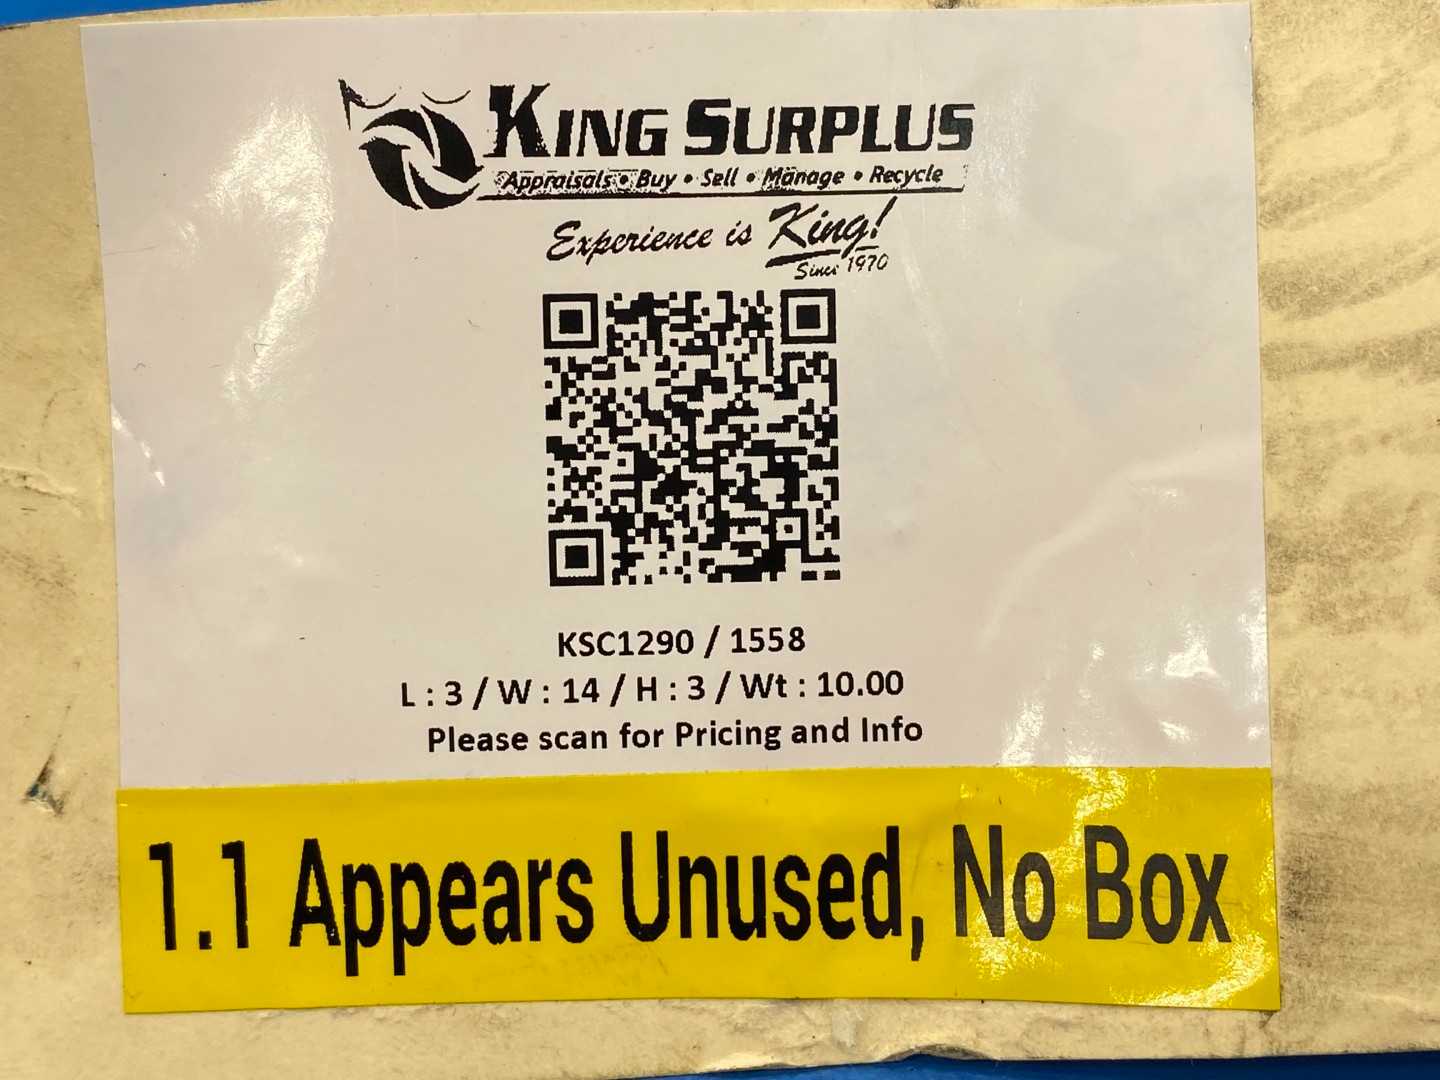 KING SURPLUS
Appraisals • Buy • Sell • Manage • Recycle
Experience is King!
Since 1970
KSC1290 / 1558
L : 3 / W : 14 / H : 3 / Wt : 10.00
Please scan for Pricing and Info
1.1 Appears Unused, No Box